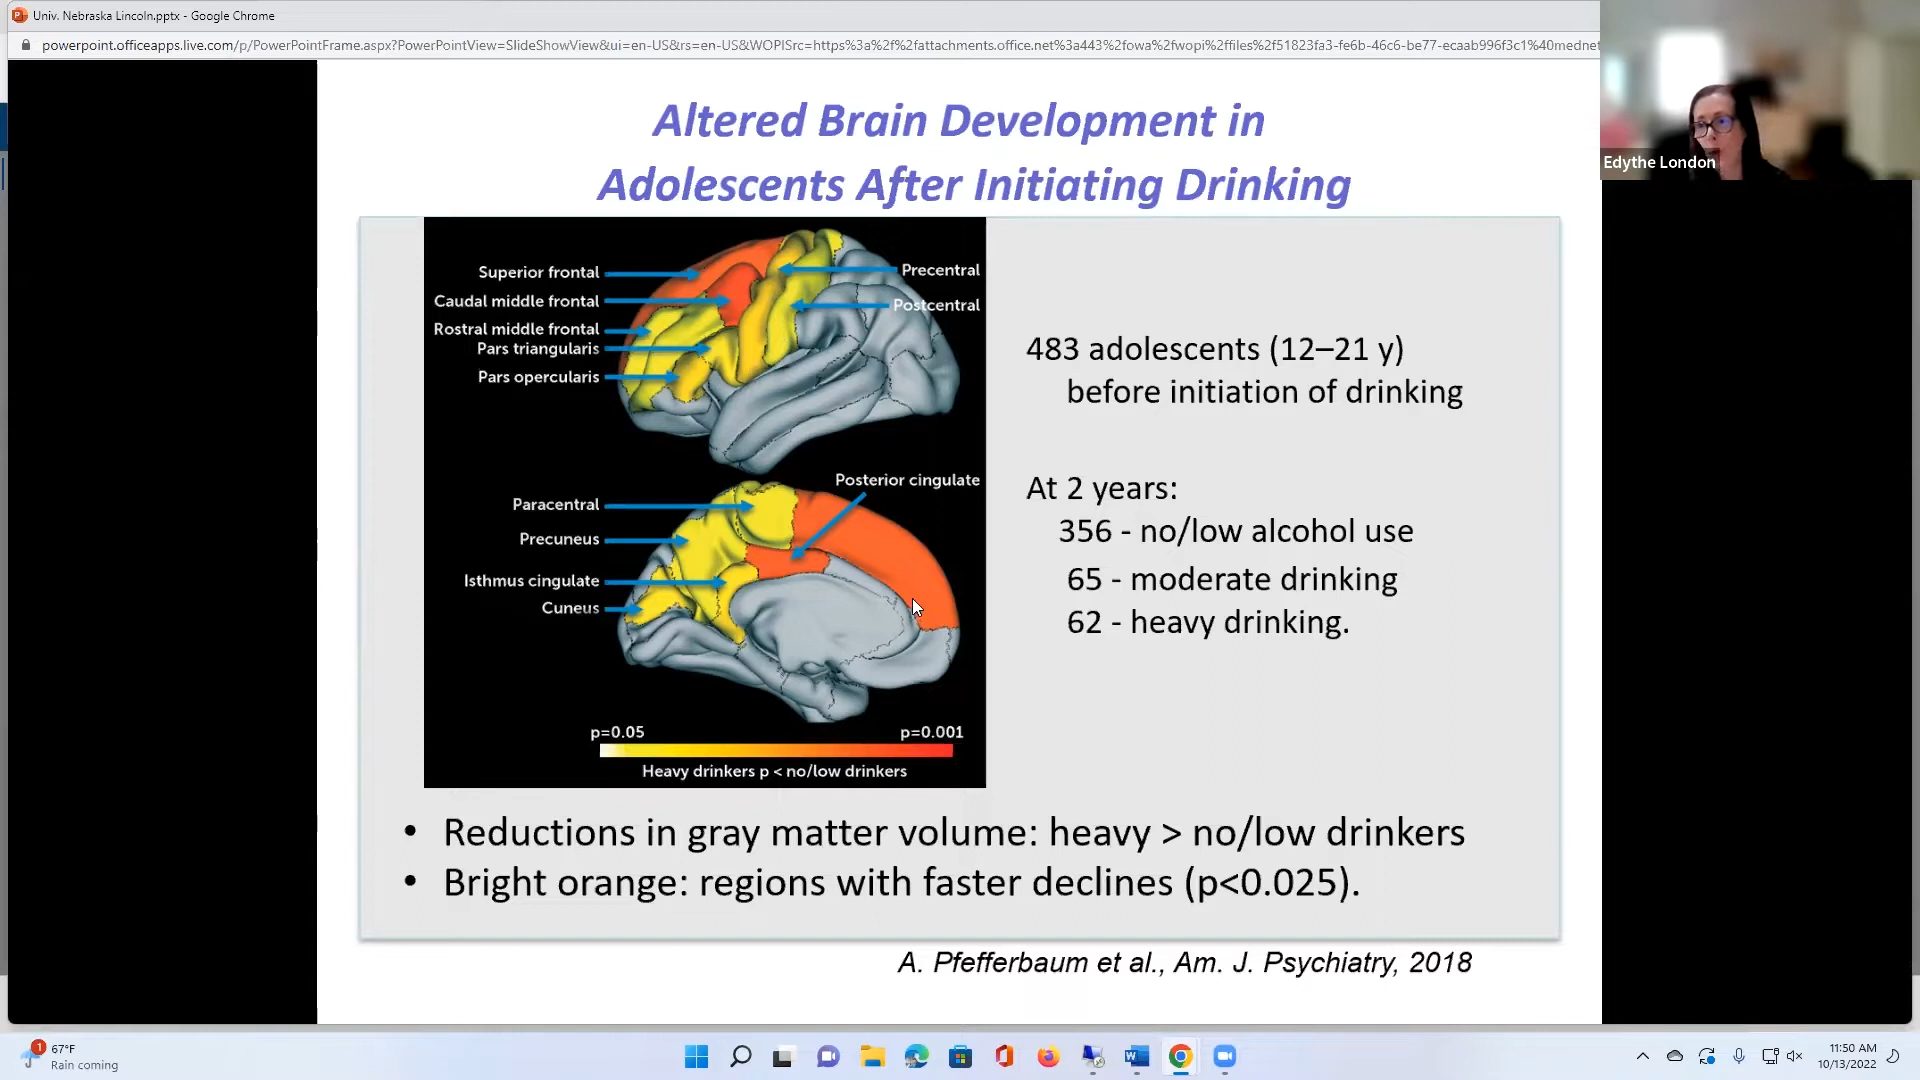 Univ. Nebraska Lincoln.pptx - Google Chrome
powerpoint.officeapps.live.com/p/PowerPointFrame.aspx?PowerPointView=SlideShowView&ui=en-US&rs=en-US&WOPISrc=https%3a%2f%2fattachments.office.net%3a443%2fowa%2fwopi%2ffiles%2f51823fa3-fe6b-46c6-be77-ecaab996f3c1%40mednet
Edythe London
Altered Brain Development in
Adolescents After Initiating Drinking
Superior frontal
Caudal middle frontal
Rostral middle frontal
Pars triangularis
Pars opercularis
Precentral
Postcentral
Posterior cingulate
Paracentral
Precuneus
Isthmus cingulate
Cuneus
p=0.05 p=0.001
Heavy drinkers p < no/low drinkers
483 adolescents (12–21 y)
before initiation of drinking
At 2 years:
356 - no/low alcohol use
65 - moderate drinking
62 - heavy drinking.
• Reductions in gray matter volume: heavy > no/low drinkers
• Bright orange: regions with faster declines (p<0.025).
A. Pfefferbaum et al., Am. J. Psychiatry, 2018
1
67°F
Rain coming
11:50 AM
10/13/2022